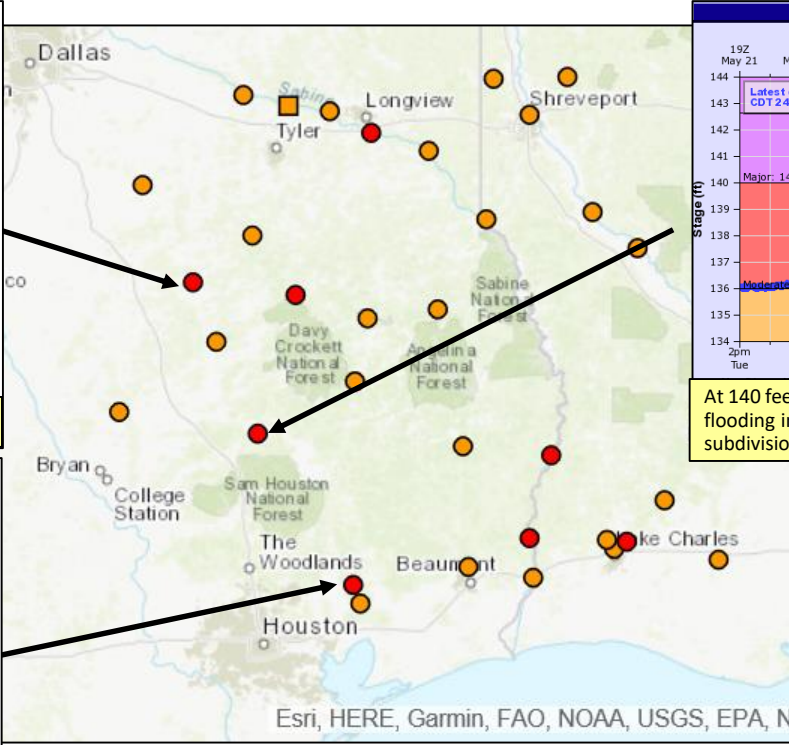 Dallas
Sabine
Longview
Shreveport
Tyler
co
Sabine
National
Forest
Davy
Crockett
National
Forest
Angelina
National
Forest
Bryan
College
Station
Sam Houston
National
Forest
The
Woodlands
Beaumont
Lake Charles
Houston
Esri, HERE, Garmin, FAO, NOAA, USGS, EPA, N
19Z
May 21
M
144
143
142
141
140
139
138
137
136
135
134
Stage (ft)
Latest
CDT 24
Major: 14
Moderate
2pm
Tue
At 140 fee
flooding in
subdivisio